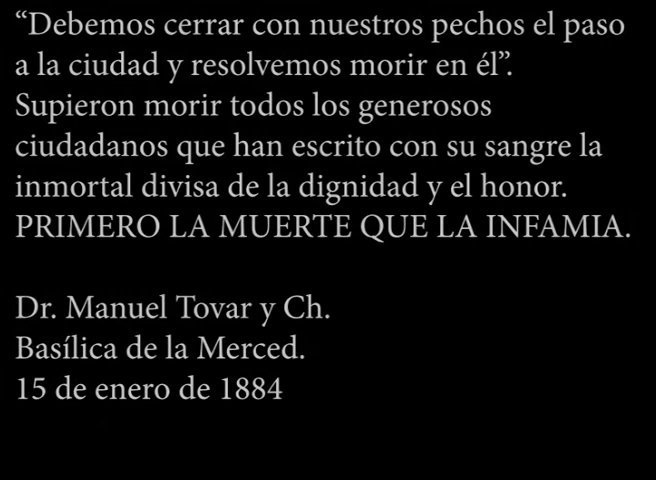 “Debemos cerrar con nuestros pechos el paso
a la ciudad y resolvemos morir en él”.
Supieron morir todos los generosos
ciudadanos que han escrito con su sangre la
inmortal divisa de la dignidad y el honor.
PRIMERO LA MUERTE QUE LA INFAMIA.
Dr. Manuel Tovar y Ch.
Basílica de la Merced.
15 de enero de 1884